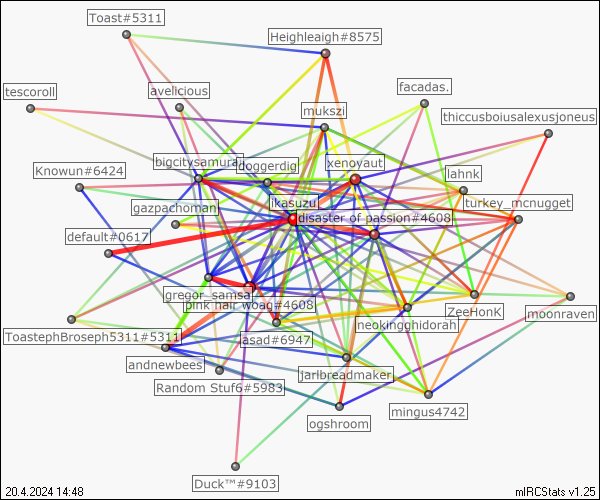 Toast#5311
Heighleaigh#8575
tescoroll
avelicious
facadas.
mukszi
thiccusboiusalexusjoneus
bigcitysamurai
doggerdig
xenoyaut
Knowun#6424
lahnk
gazpachoman
ikasuzu
turkey_mcnugget
disaster of passion#4608
default#0617
gregor_samsa
pink hair woag#4608
ZeeHonK
moonraven
neokingghidorah
ToastephBroseph5311#5311
asad#6947
andnewbees
jarlbreadmaker
Random Stuf6#5983
mingus4742
ogshroom
Duck™#9103
20.4.2024 14:48
mIRCStats v1.25